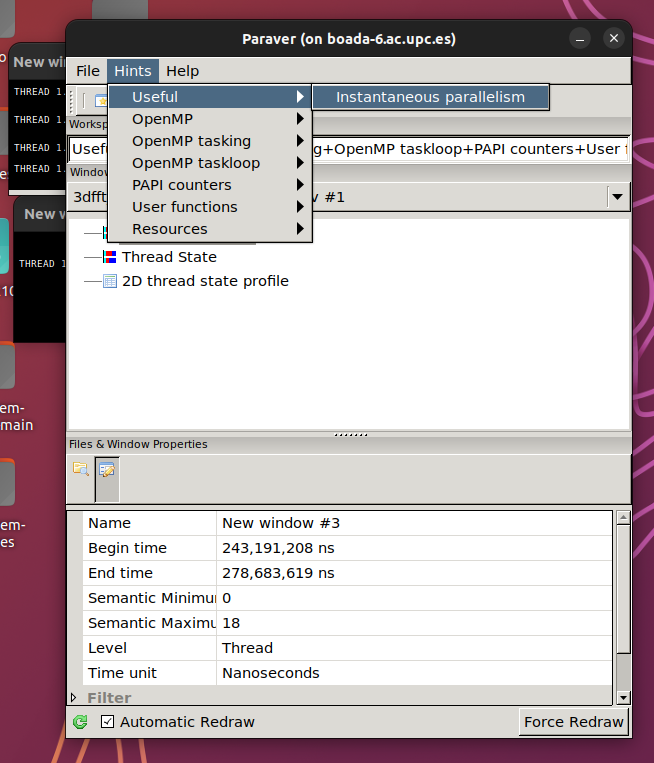 Paraver (on boada-6.ac.upc.es)
New wi
File Hints Help
THREAD 1.
THREAD 1.
THREAD 1.
THREAD 1.
Useful Instantaneous parallelism
OpenMP
OpenMP tasking
OpenMP taskloop
PAPI counters
User functions
Resources
Worksp
Usef g+OpenMP taskloop+PAPI counters+User f
Window
3dfft #1
New w
THREAD 1
Thread State
2D thread state profile
10
em-
main
em-
es
Files & Window Properties
Name New window #3
Begin time 243,191,208 ns
End time 278,683,619 ns
Semantic Minimu 0
Semantic Maximu 18
Level Thread
Time unit Nanoseconds
Filter
Automatic Redraw Force Redraw